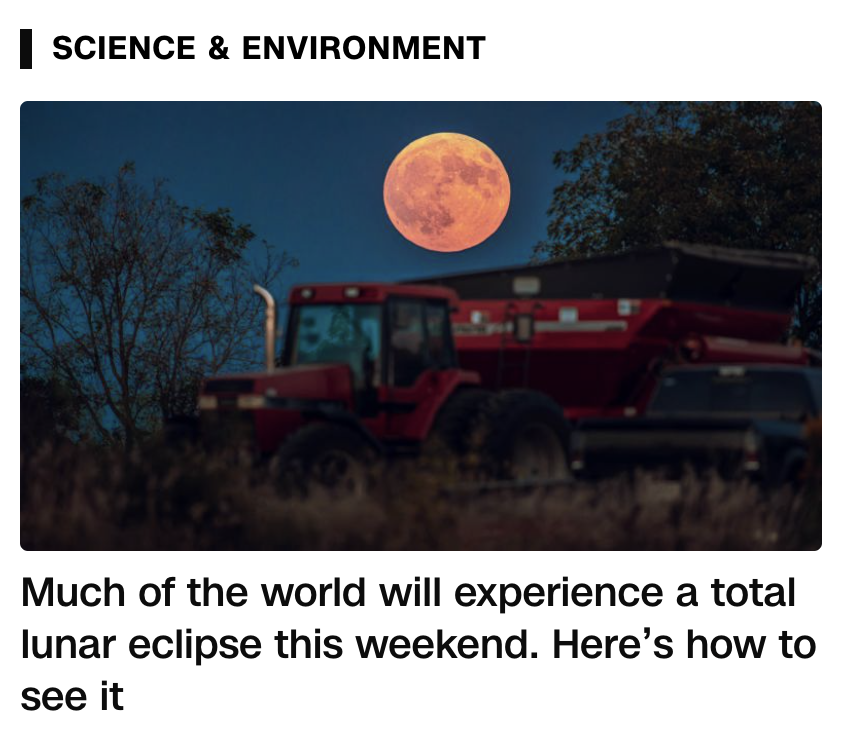 SCIENCE & ENVIRONMENT
Much of the world will experience a total
lunar eclipse this weekend. Here’s how to
see it